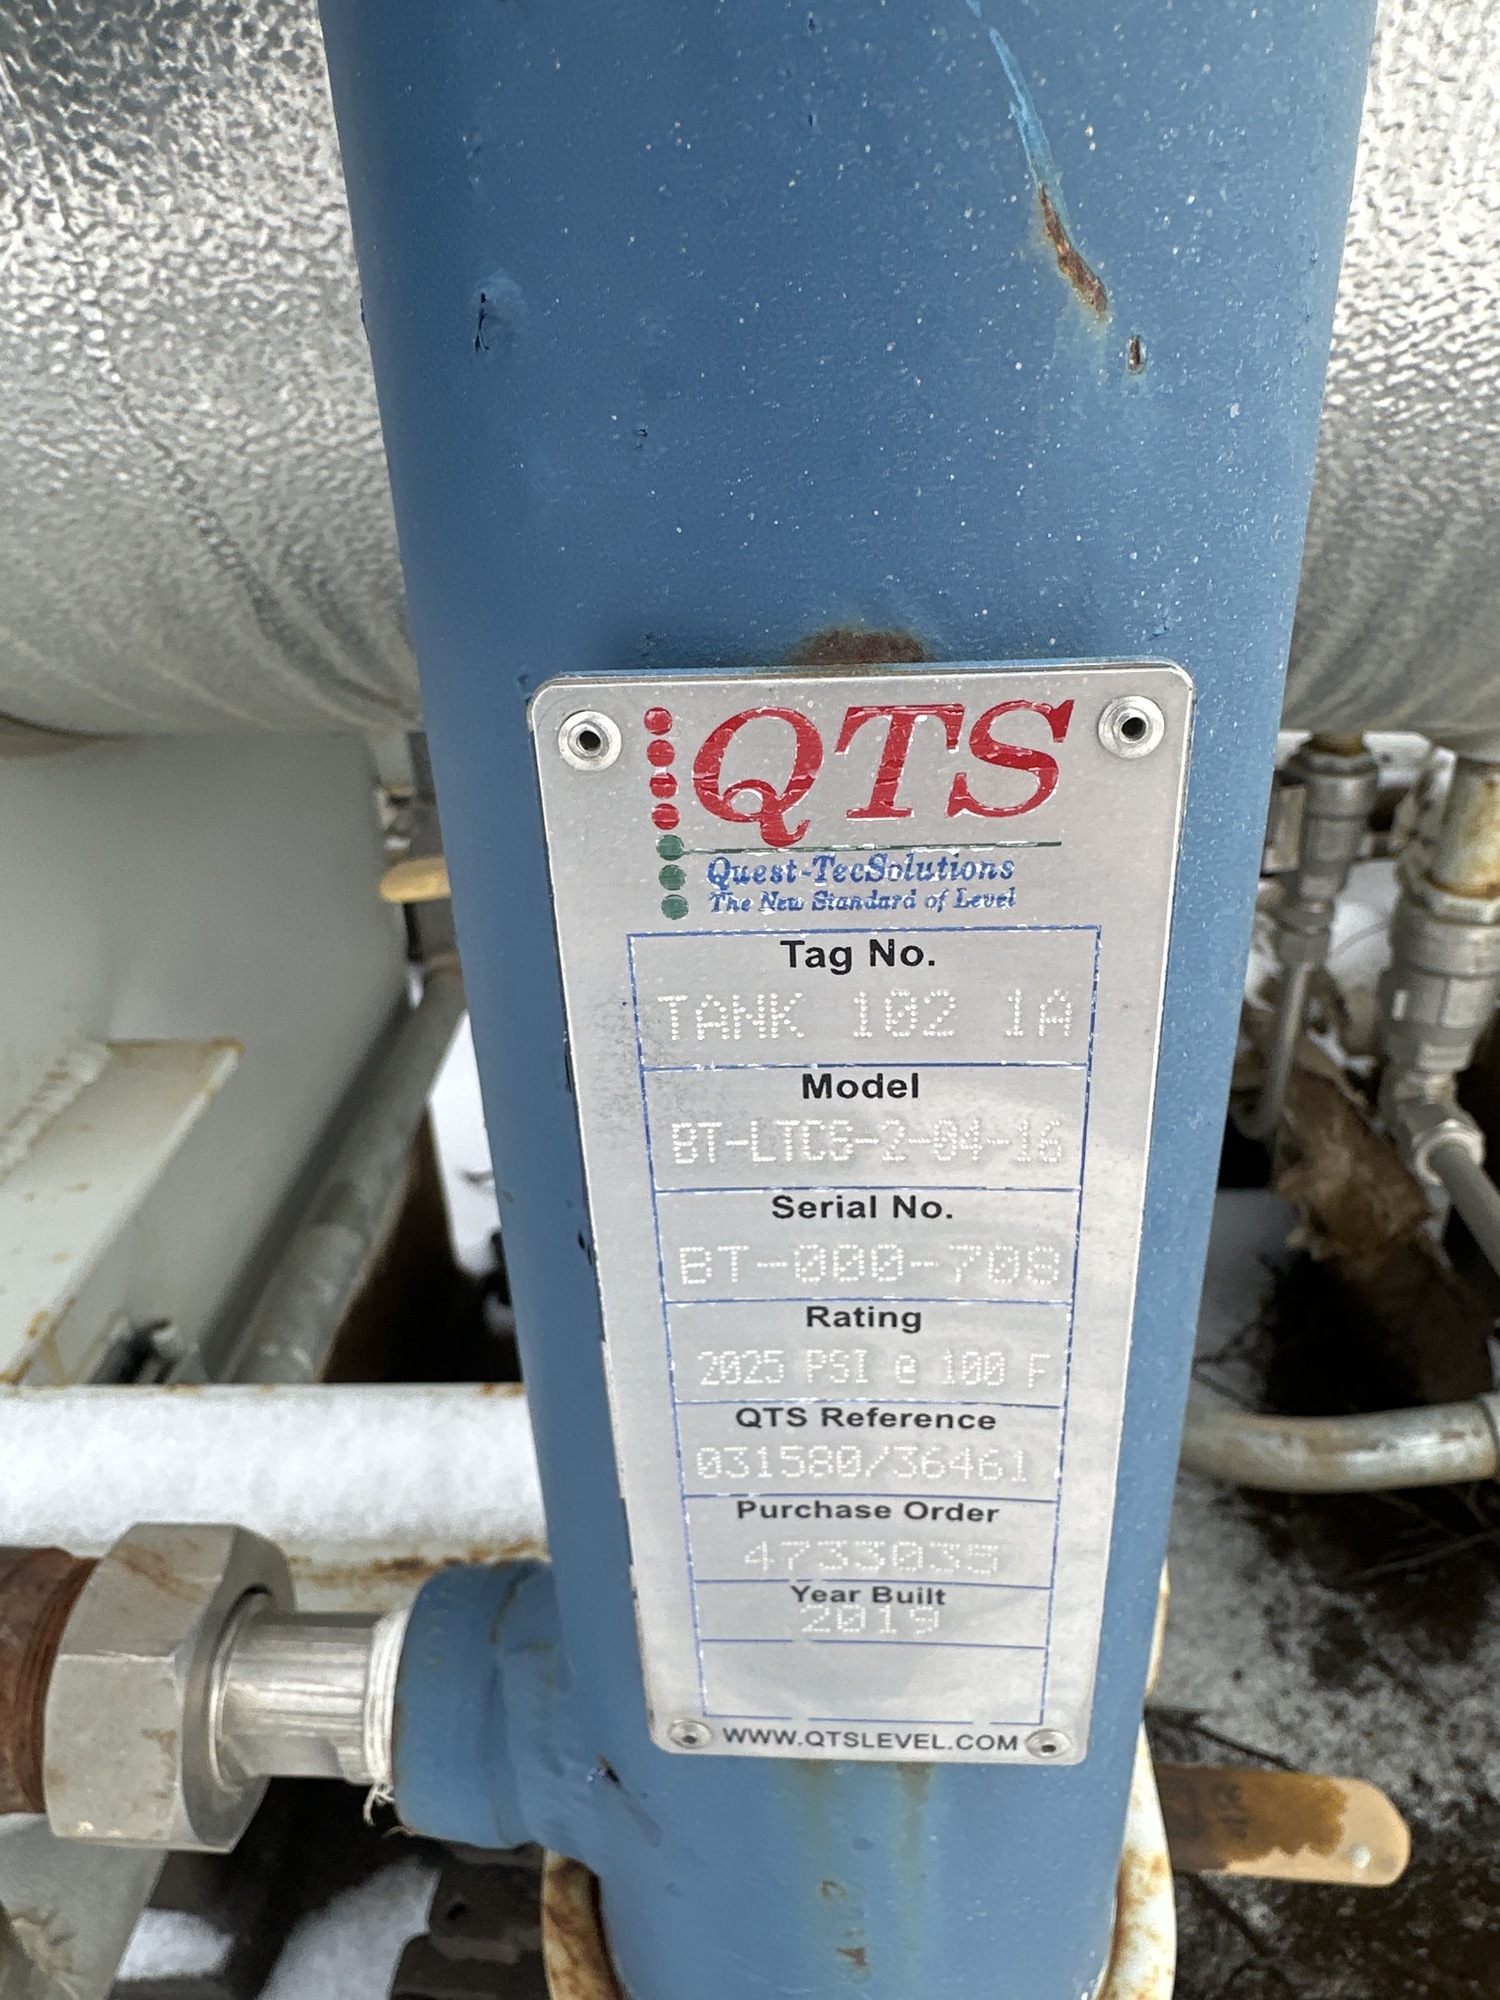 QTS
Quest-TecSolutions
The New Standard of Level
Tag No.
TANK 102 1A
Model
BT-LTCG-2-04-16
Serial No.
BT-000-708
Rating
2025 PSI @ 100 F
QTS Reference
031580/36461
Purchase Order
4733035
Year Built
2019
WWW.QTSLEVEL.COM